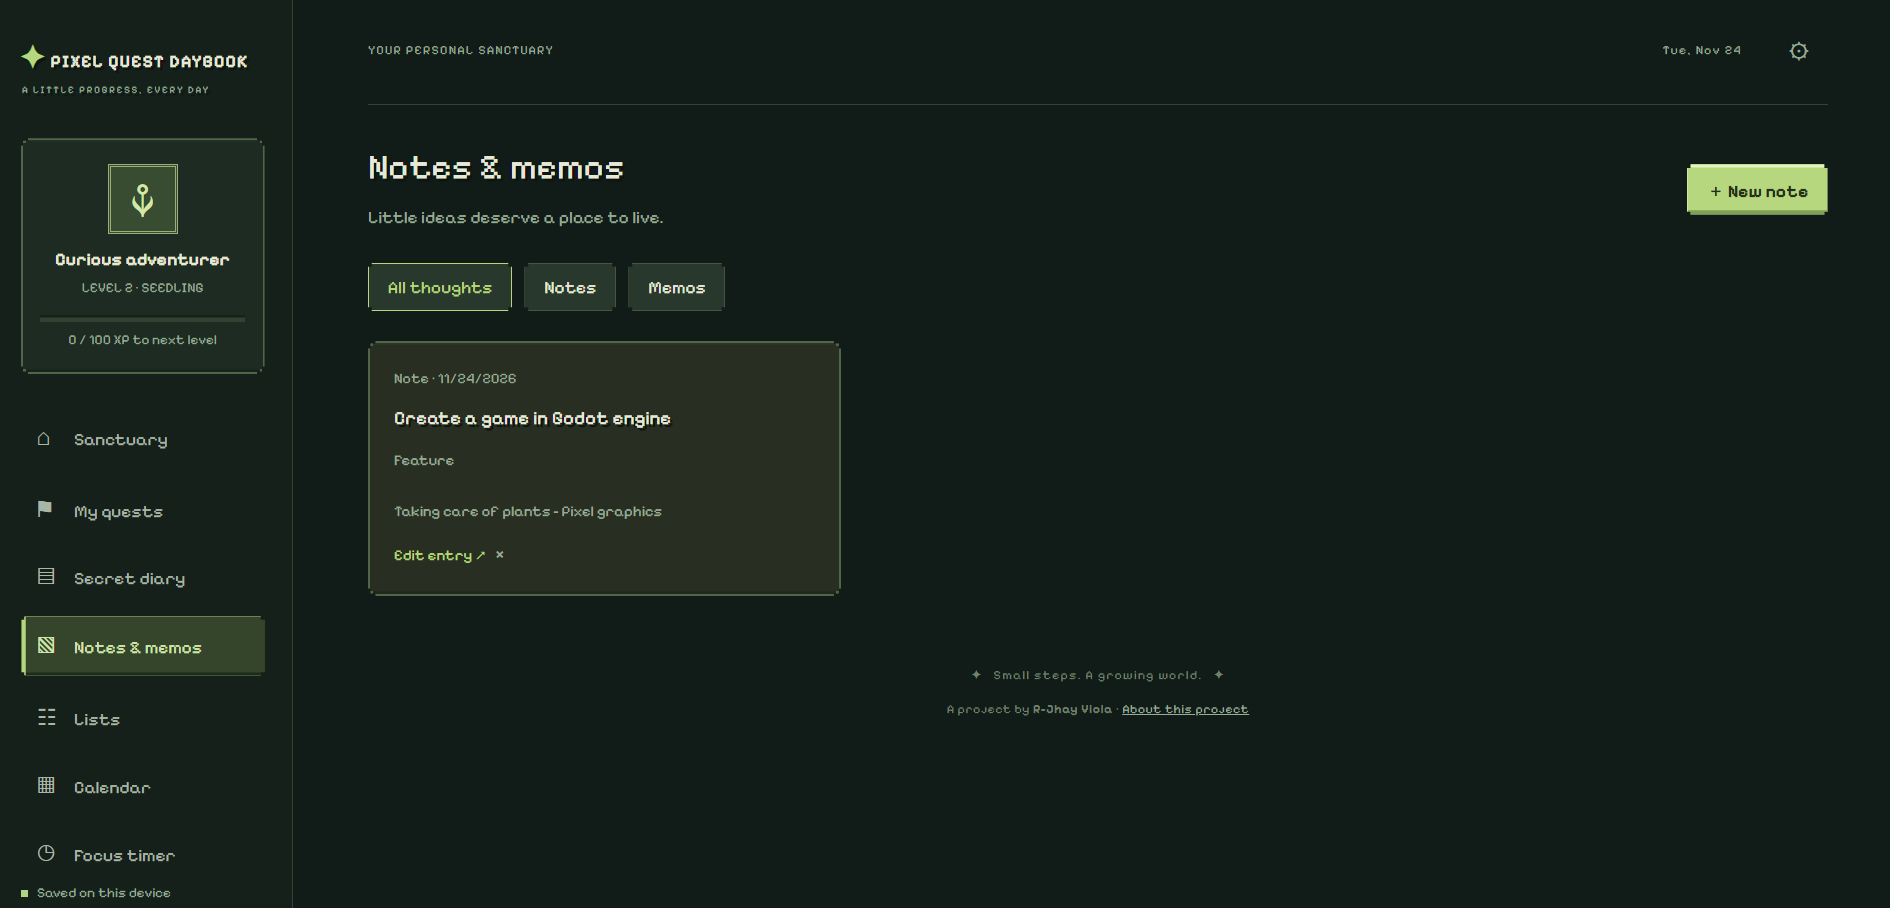 PIXEL QUEST DAYBOOK
A LITTLE PROGRESS, EVERY DAY
Curious adventurer
LEVEL 2 · SEEDLING
0 / 100 XP to next level
Sanctuary
My quests
Secret diary
Notes & memos
Lists
Calendar
Focus timer
Saved on this device
YOUR PERSONAL SANCTUARY
Tue, Nov 24
Notes & memos
Little ideas deserve a place to live.
+ New note
All thoughts
Notes
Memos
Note · 11/24/2026
Create a game in Godot engine
Feature
Taking care of plants - Pixel graphics
Edit entry ↗ ×
✦ Small steps. A growing world. ✦
A project by R-Jhay Viola · About this project